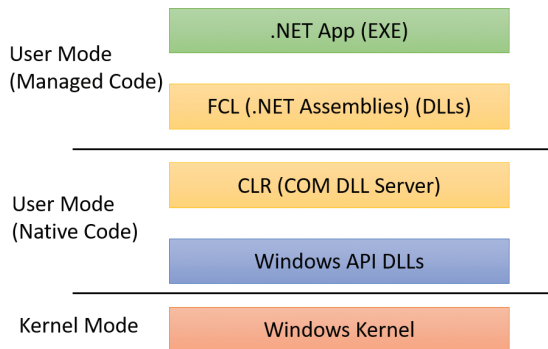 .NET App (EXE)
User Mode
(Managed Code)
FCL (.NET Assemblies) (DLLs)
CLR (COM DLL Server)
User Mode
(Native Code)
Windows API DLLs
Kernel Mode
Windows Kernel